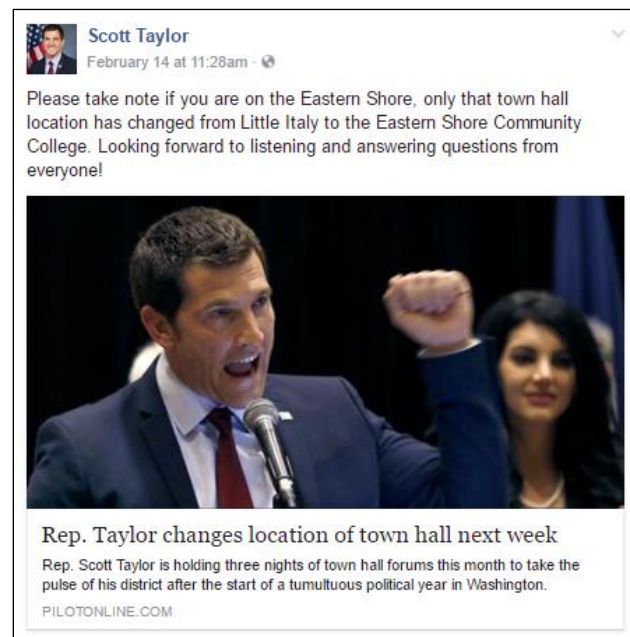 Scott Taylor
February 14 at 11:28am ·
Please take note if you are on the Eastern Shore, only that town hall
location has changed from Little Italy to the Eastern Shore Community
College. Looking forward to listening and answering questions from
everyone!
Rep. Taylor changes location of town hall next week
Rep. Scott Taylor is holding three nights of town hall forums this month to take the
pulse of his district after the start of a tumultuous political year in Washington.
PILOTONLINE.COM